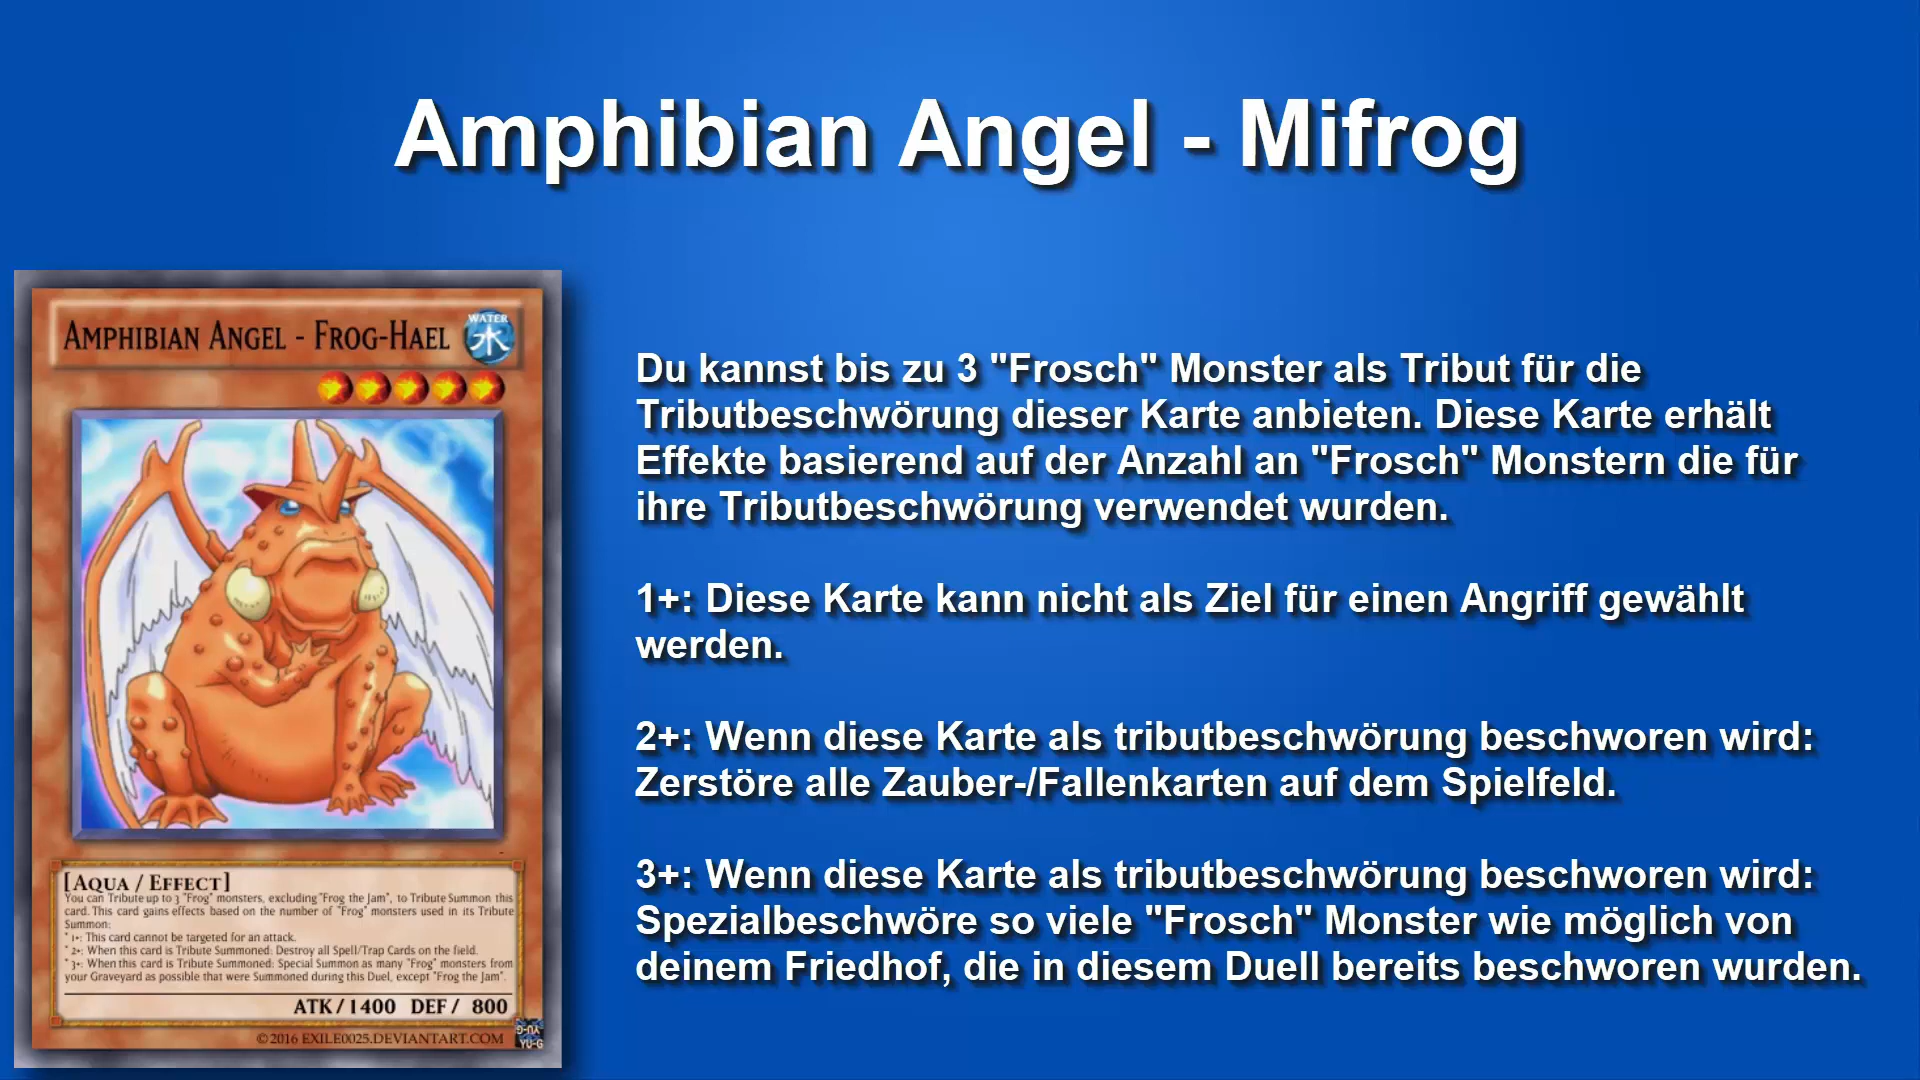 Amphibian Angel - Mifrog
AMPHIBIAN ANGEL - FROG-HAEL
WATER
水
[AQUA / EFFECT]
You can Tribute up to 3 "Frog" monsters, excluding "Frog the Jam", to Tribute Summon this
card. This card gains effects based on the number of "Frog" monsters used in its Tribute
Summon:
* 1+: This card cannot be targeted for an attack.
* 2+: When this card is Tribute Summoned: Destroy all Spell/Trap Cards on the field.
* 3+: When this card is Tribute Summoned: Special Summon as many "Frog" monsters from
your Graveyard as possible that were Summoned during this Duel, except "Frog the Jam".
ATK / 1400 DEF / 800
©2016 EXILE0025.DEVIANTART.COM
Du kannst bis zu 3 "Frosch" Monster als Tribut für die
Tributbeschwörung dieser Karte anbieten. Diese Karte erhält
Effekte basierend auf der Anzahl an "Frosch" Monstern die für
ihre Tributbeschwörung verwendet wurden.
1+: Diese Karte kann nicht als Ziel für einen Angriff gewählt
werden.
2+: Wenn diese Karte als tributbeschwörung beschworen wird:
Zerstöre alle Zauber-/Fallenkarten auf dem Spielfeld.
3+: Wenn diese Karte als tributbeschwörung beschworen wird:
Spezialbeschwöre so viele "Frosch" Monster wie möglich von
deinem Friedhof, die in diesem Duell bereits beschworen wurden.